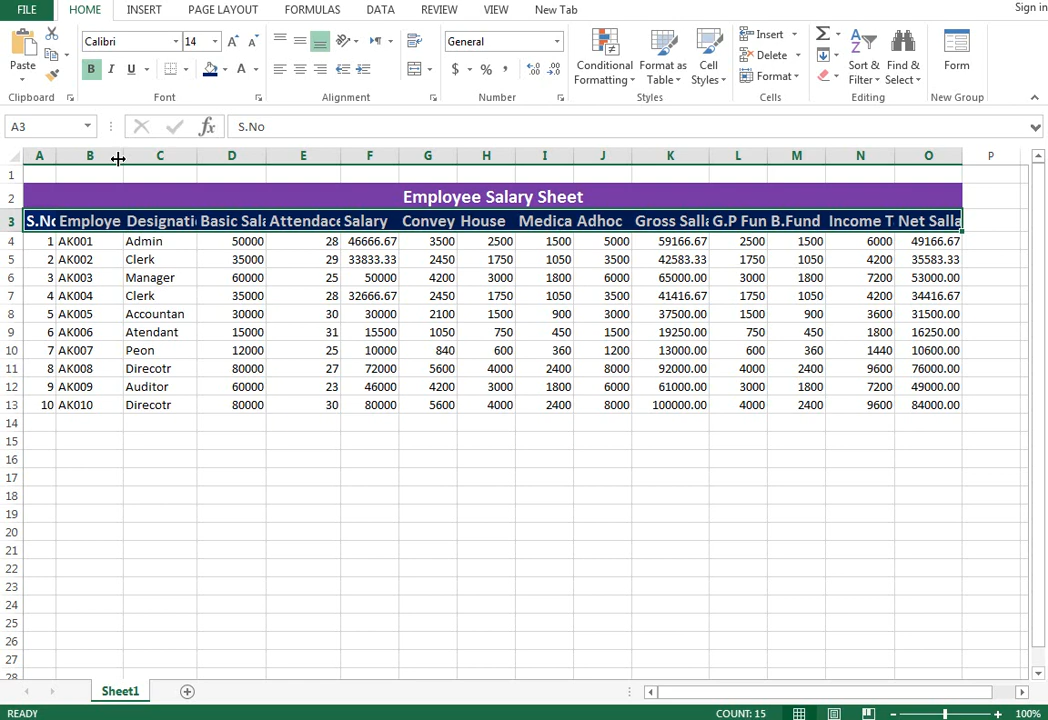 FILE HOME INSERT PAGE LAYOUT FORMULAS DATA REVIEW VIEW New Tab Sign in
Paste Calibri 14 A A General Conditional Formatting Format as Table Cell Styles Insert Delete Format Sort & Filter Find & Select Form
B I U A $ % ,
Clipboard Font Alignment Number Styles Cells Editing New Group
A3 fx S.No
A B C D E F G H I J K L M N O P
1
2 Employee Salary Sheet
3 S.No Employe Designati Basic Sala Attendace Salary Convey House Medica Adhoc Gross Salla G.P Fun B.Fund Income T Net Salla
4 1 AK001 Admin 50000 28 46666.67 3500 2500 1500 5000 59166.67 2500 1500 6000 49166.67
5 2 AK002 Clerk 35000 29 33833.33 2450 1750 1050 3500 42583.33 1750 1050 4200 35583.33
6 3 AK003 Manager 60000 25 50000 4200 3000 1800 6000 65000.00 3000 1800 7200 53000.00
7 4 AK004 Clerk 35000 28 32666.67 2450 1750 1050 3500 41416.67 1750 1050 4200 34416.67
8 5 AK005 Accountan 30000 30 30000 2100 1500 900 3000 37500.00 1500 900 3600 31500.00
9 6 AK006 Atendant 15000 31 15500 1050 750 450 1500 19250.00 750 450 1800 16250.00
10 7 AK007 Peon 12000 25 10000 840 600 360 1200 13000.00 600 360 1440 10600.00
11 8 AK008 Direcotr 80000 27 72000 5600 4000 2400 8000 92000.00 4000 2400 9600 76000.00
12 9 AK009 Auditor 60000 23 46000 4200 3000 1800 6000 61000.00 3000 1800 7200 49000.00
13 10 AK010 Direcotr 80000 30 80000 5600 4000 2400 8000 100000.00 4000 2400 9600 84000.00
14
15
16
17
18
19
20
21
22
23
24
25
26
27
28
Sheet1
READY COUNT: 15 100%